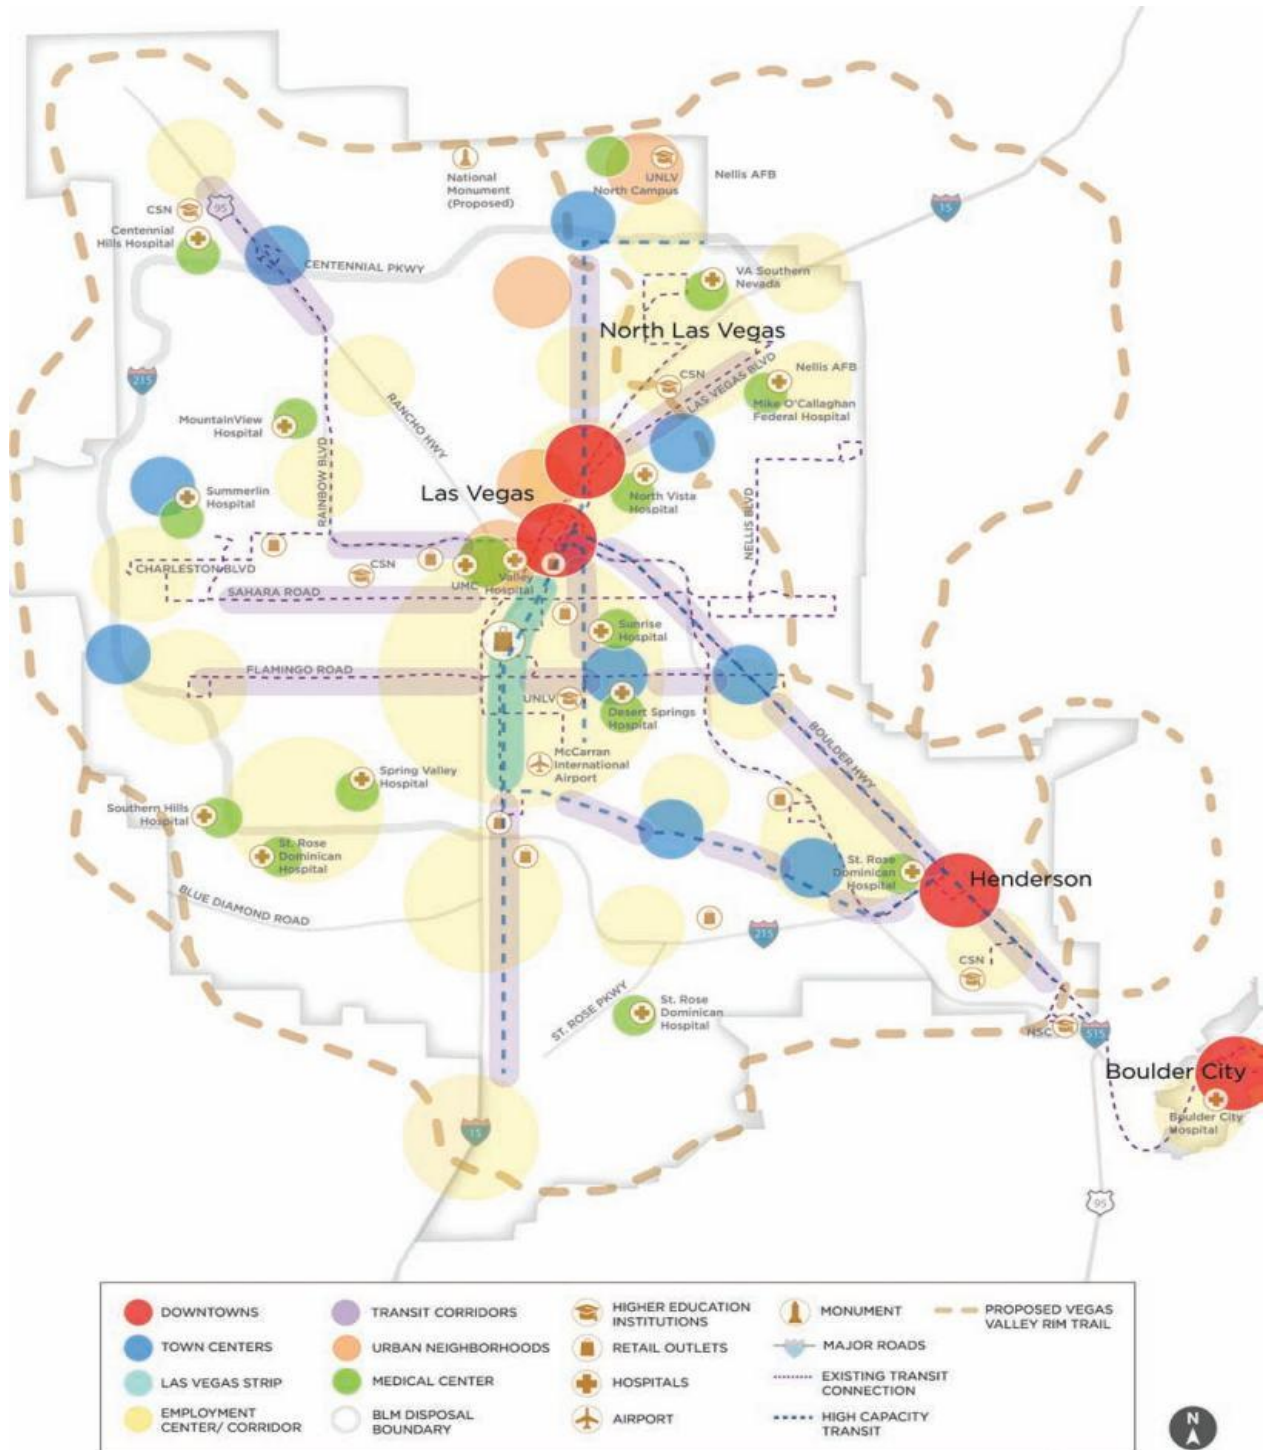 UNLV
North Campus
Nellis AFB
National
Monument
(Proposed)
15
CSN
95
Centennial
Hills Hospital
CENTENNIAL PKWY
VA Southern
Nevada
North Las Vegas
215
CSN
LAS VEGAS BLVD
Nellis AFB
Mike O'Callaghan
Federal Hospital
RANCHO HWY
MountainView
Hospital
RAINBOW BLVD
Las Vegas
Summerlin
Hospital
North Vista
Hospital
NELLIS BLVD
CHARLESTON BLVD
CSN
UMC
Valley
Hospital
SAHARA ROAD
Sunrise
Hospital
FLAMINGO ROAD
UNLV
Desert Springs
Hospital
BOULDER HWY
McCarran
International
Airport
Spring Valley
Hospital
Southern Hills
Hospital
St. Rose
Dominican
Hospital
St. Rose
Dominican
Hospital
Henderson
BLUE DIAMOND ROAD
215
CSN
ST. ROSE PKWY
St. Rose
Dominican
Hospital
NSC
515
Boulder City
Boulder City
Hospital
15
95
DOWNTOWNS
TOWN CENTERS
LAS VEGAS STRIP
EMPLOYMENT
CENTER/ CORRIDOR
TRANSIT CORRIDORS
URBAN NEIGHBORHOODS
MEDICAL CENTER
BLM DISPOSAL
BOUNDARY
HIGHER EDUCATION
INSTITUTIONS
RETAIL OUTLETS
HOSPITALS
AIRPORT
MONUMENT
MAJOR ROADS
EXISTING TRANSIT
CONNECTION
HIGH CAPACITY
TRANSIT
PROPOSED VEGAS
VALLEY RIM TRAIL
N